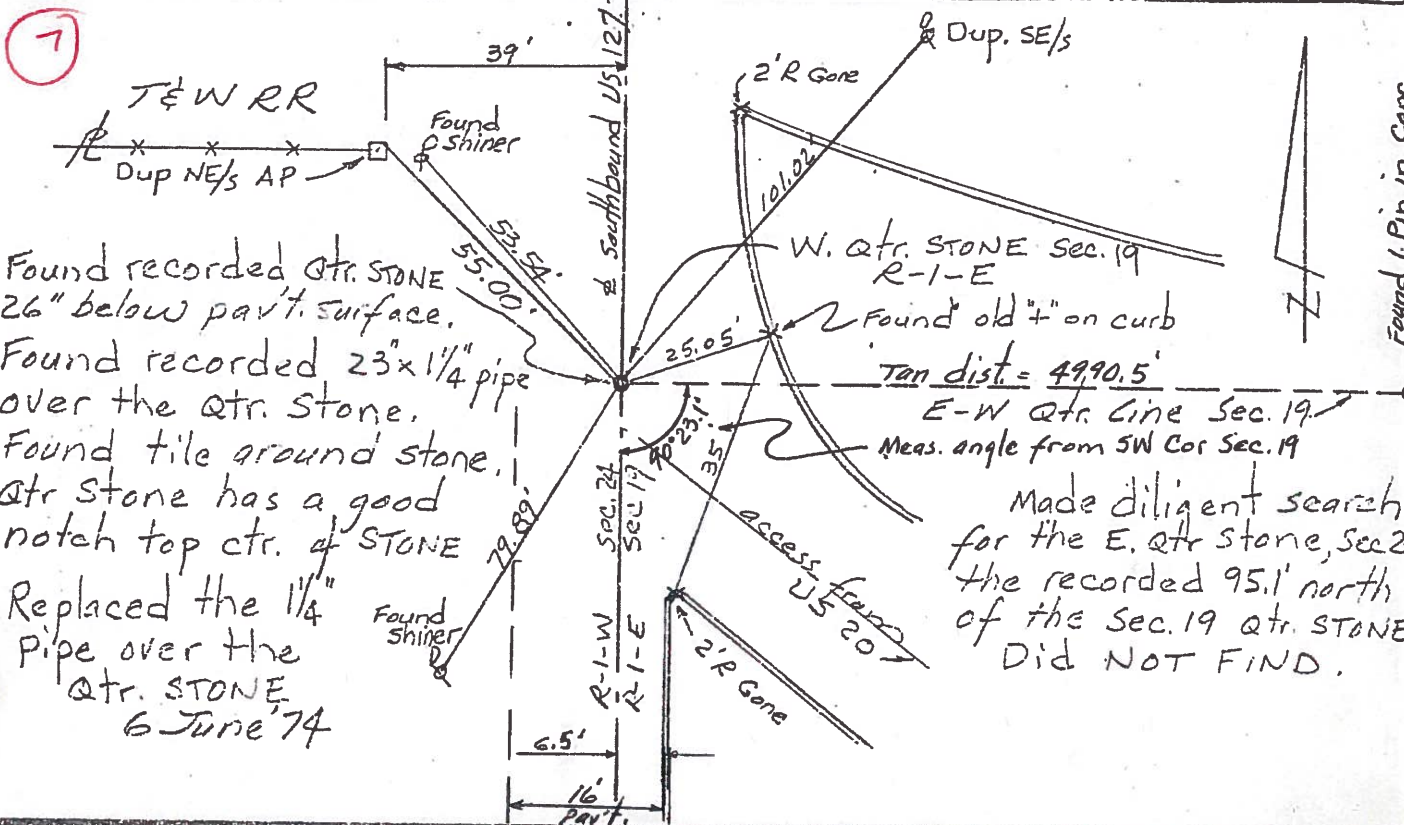 7
39'
℄ Southbound US 127
Dup. SE/s
2'R Gone
T&W RR
Found
Shiner
Dup NE/s AP
53.54'
55.00'
101.02'
Found 1. Pin in Conc.
N
Found recorded Qtr. STONE
26" below pav't. surface.
Found recorded 23"x 1¼" pipe
over the Qtr. Stone.
Found tile around stone.
Qtr Stone has a good
notch top ctr. of STONE
Replaced the 1¼"
pipe over the
Qtr. STONE
6 June '74
W. Qtr. STONE Sec. 19
R-1-E
Found old "+" on curb
25.05'
Tan dist. = 4990.5'
E-W Qtr. Line Sec. 19
90°23.1'
35'
Meas. angle from SW Cor Sec. 19
79.89'
Sec. 24
Sec 19
access from
US 20
Made diligent search
for the E. Qtr Stone, Sec 2
the recorded 95.1' north
of the Sec. 19 Qtr. STONE
Did NOT FIND.
Found
Shiner
R-1-W
R-1-E
2'R Gone
6.5'
16'
Pav't.